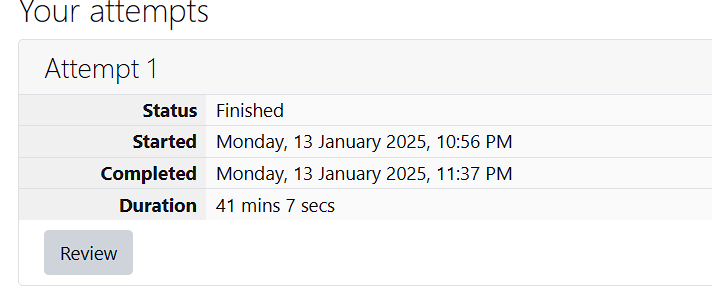 Your attempts
Attempt 1
Status Finished
Started Monday, 13 January 2025, 10:56 PM
Completed Monday, 13 January 2025, 11:37 PM
Duration 41 mins 7 secs
Review